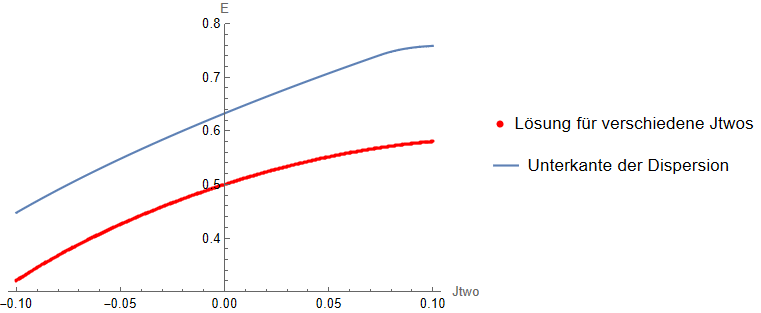 E
0.8
0.7
0.6
0.5
0.4
−0.10 −0.05 0.00 0.05 0.10 Jtwo
Lösung für verschiedene Jtwos
Unterkante der Dispersion